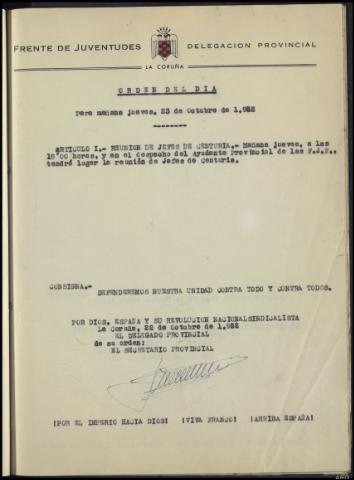 FRENTE DE JUVENTUDES DELEGACION PROVINCIAL
LA CORUÑA
ORDEN DEL DIA
Para mañana jueves, 23 de Octubre de 1,952
ARTICULO I.- REUNION DE JEFES DE CENTURIA.- Mañana jueves, a las
18'00 horas, y en el despacho del Ayudante Provincial de las F.J.F.,
tendrá lugar la reunión de Jefes de Centuria.
CONSIGNA.-
DEFENDEREMOS NUESTRA UNIDAD CONTRA TODO Y CONTRA TODOS.
POR DIOS, ESPAÑA Y SU REVOLUCION NACIONALSINDICALISTA
La Coruña, 22 de Octubre de 1,952
EL DELEGADO PROVINCIAL
de su orden:
EL SECRETARIO PROVINCIAL
¡POR EL IMPERIO HACIA DIOS! ¡VIVA FRANCO! ¡ARRIBA ESPAÑA!